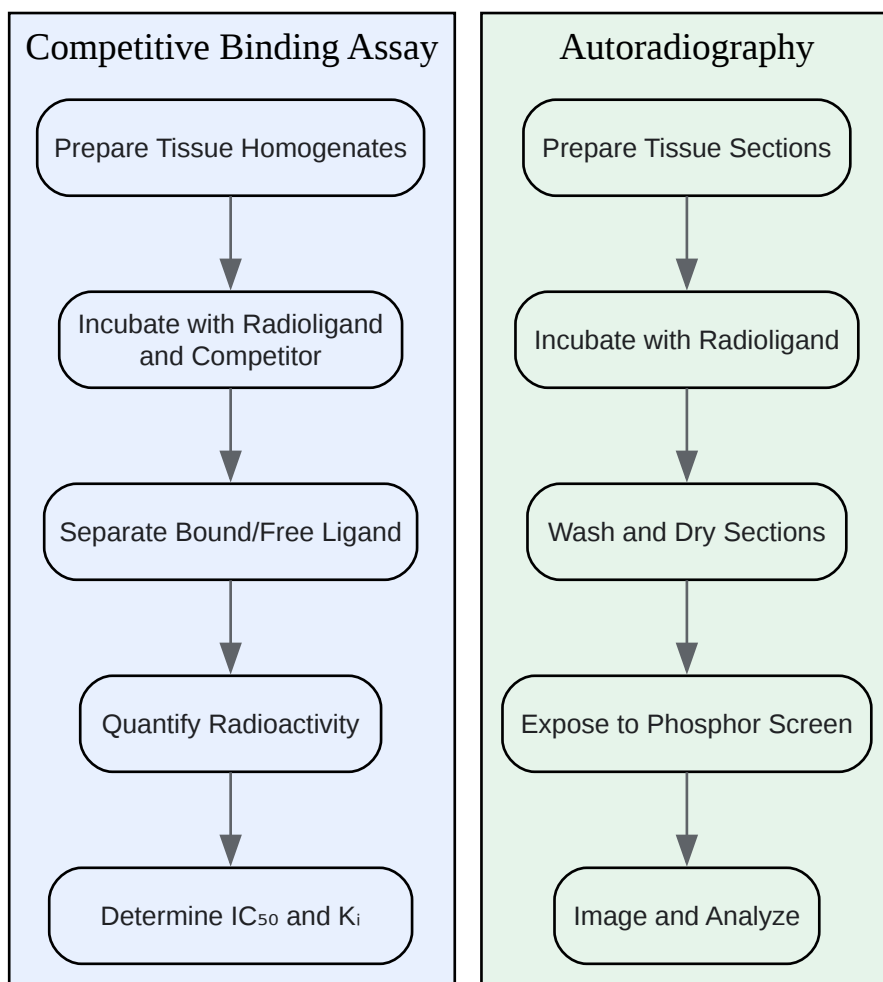 Competitive Binding Assay
Prepare Tissue Homogenates
Incubate with Radioligand
and Competitor
Separate Bound/Free Ligand
Quantify Radioactivity
Determine IC₅₀ and Kᵢ
Autoradiography
Prepare Tissue Sections
Incubate with Radioligand
Wash and Dry Sections
Expose to Phosphor Screen
Image and Analyze